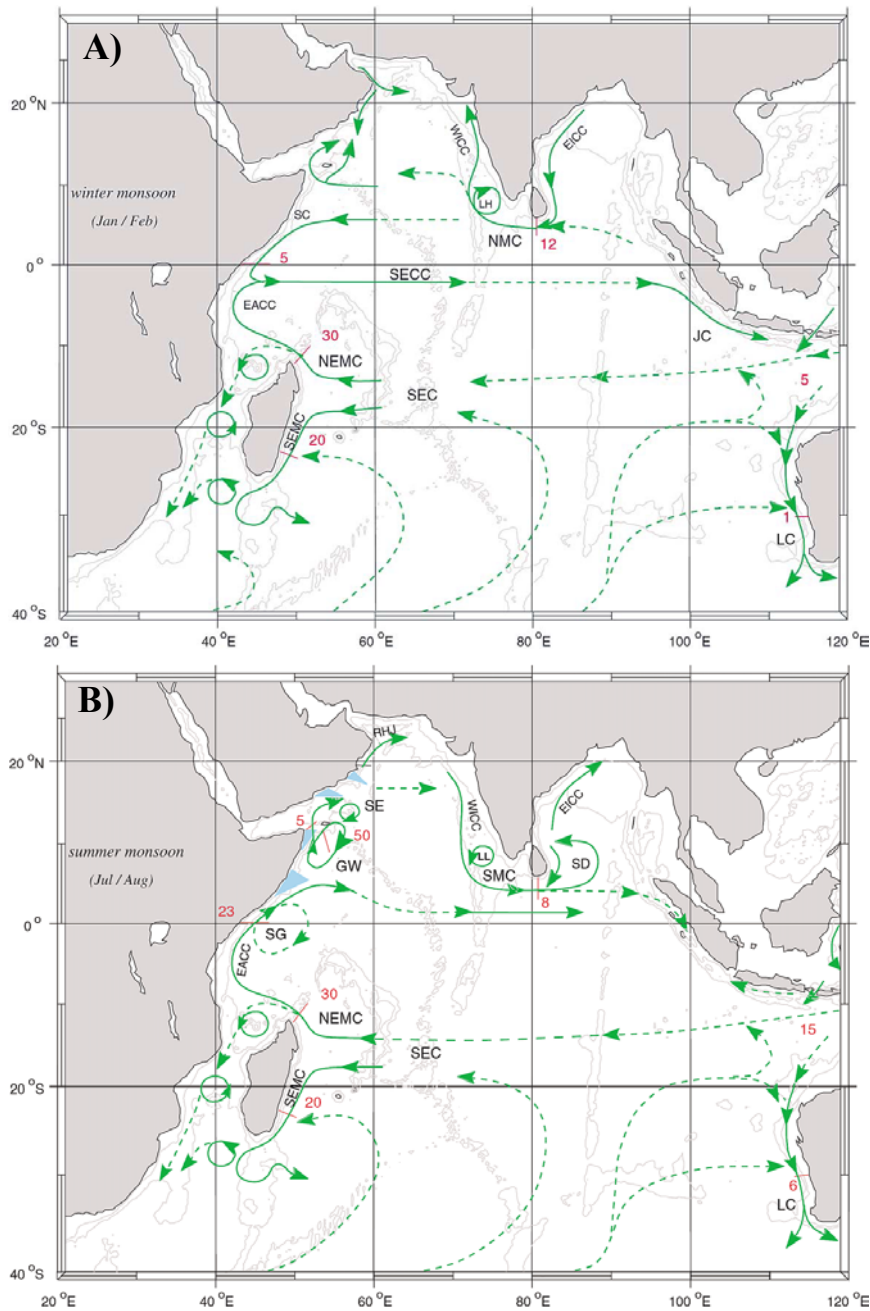 A)
20 °N
winter monsoon
(Jan / Feb)
WICC
EICC
LH
SC
NMC
12
5
0°
SECC
EACC
30
NEMC
JC
SEC
5
20 °S
SEMC
20
1
LC
40 °S
20 °E
40 °E
60 °E
80 °E
100 °E
120 °E
B)
RHJ
20 °N
SE
5
50
WICC
EICC
summer monsoon
(Jul / Aug)
GW
LL
SD
SMC
8
23
0°
SG
EACC
30
NEMC
15
SEC
20 °S
SEMC
20
6
LC
40 °S
20 °E
40 °E
60 °E
80 °E
100 °E
120 °E